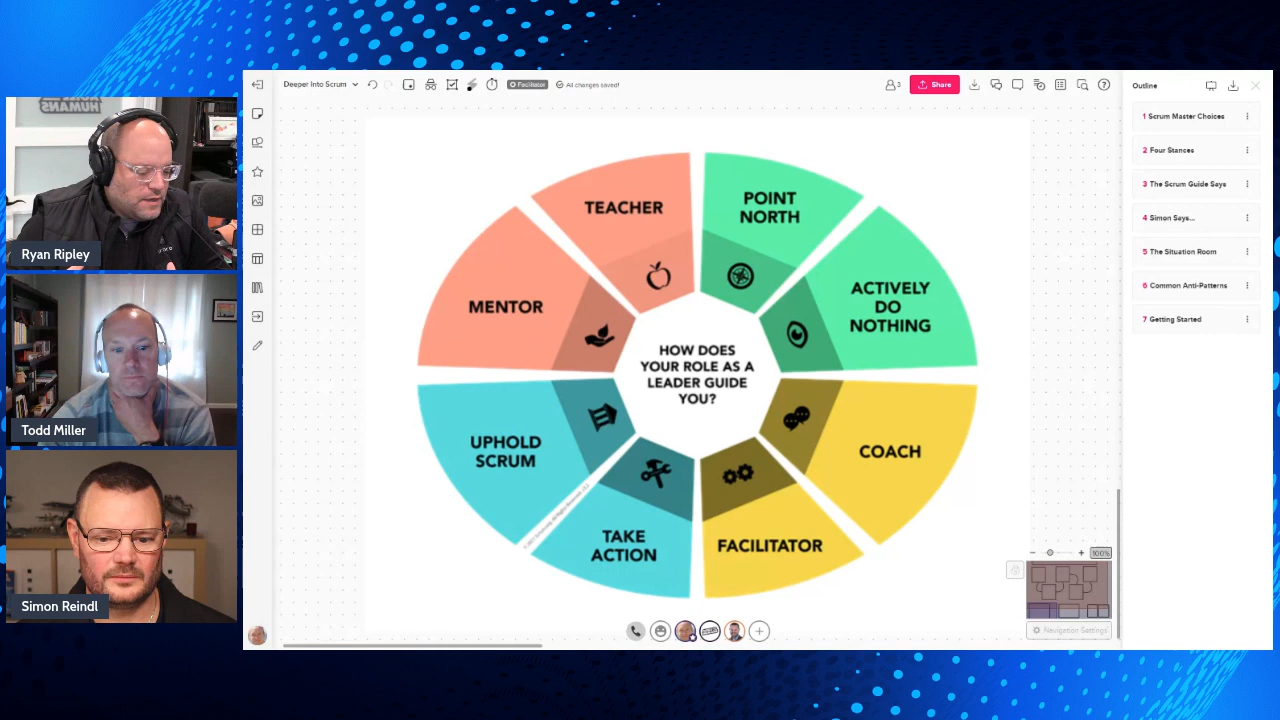 HUMANS
Ryan Ripley
Todd Miller
Simon Reindl
Deeper Into Scrum
Facilitator
All changes saved!
3
Share
TEACHER
POINT
NORTH
MENTOR
ACTIVELY
DO
NOTHING
HOW DOES
YOUR ROLE AS A
LEADER GUIDE
YOU?
UPHOLD
SCRUM
COACH
TAKE
ACTION
FACILITATOR
100%
Navigation Settings
Outline
1 Scrum Master Choices
2 Four Stances
3 The Scrum Guide Says
4 Simon Says...
5 The Situation Room
6 Common Anti-Patterns
7 Getting Started